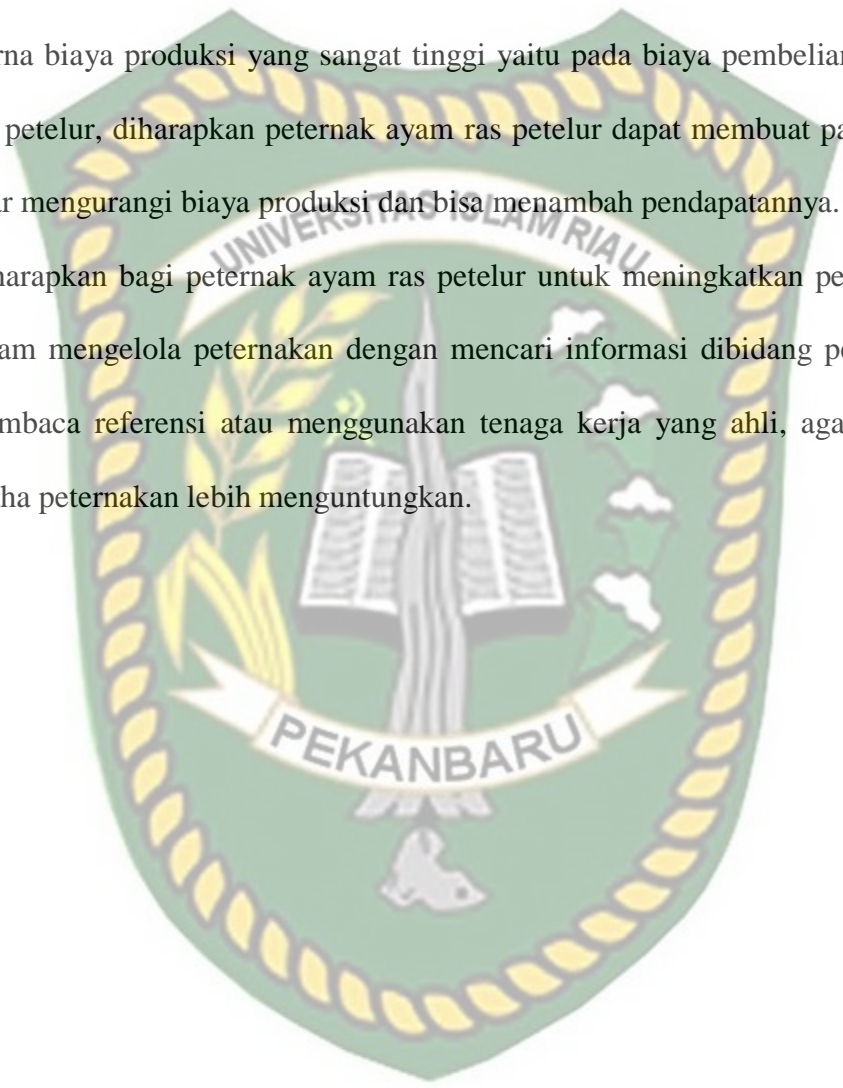 rna biaya produksi yang sangat tinggi yaitu pada biaya pembelian
petelur, diharapkan peternak ayam ras petelur dapat membuat pa
r mengurangi biaya produksi dan bisa menambah pendapatannya.
harapkan bagi peternak ayam ras petelur untuk meningkatkan pe
am mengelola peternakan dengan mencari informasi dibidang pe
mbaca referensi atau menggunakan tenaga kerja yang ahli, aga
ha peternakan lebih menguntungkan.
UNIVERSITAS ISLAM RIAU
PEKANBARU